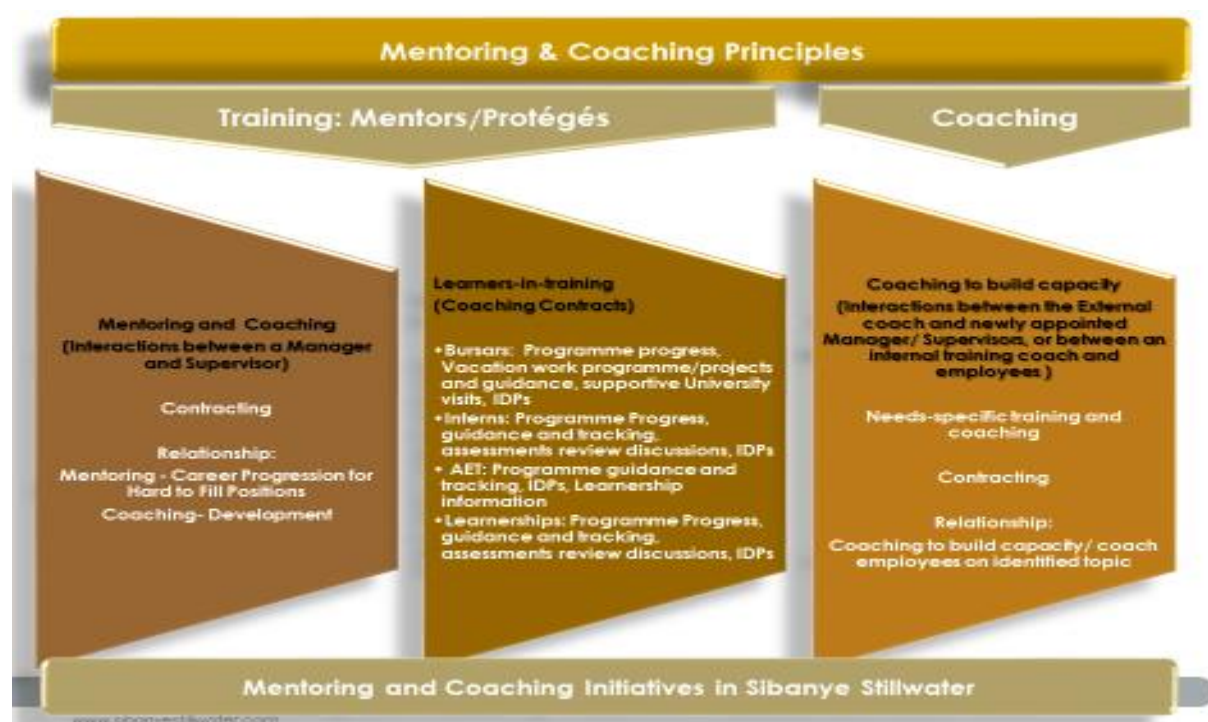 Mentoring & Coaching Principles
Training: Mentors/Protégés
Coaching
Mentoring and Coaching
(Interactions between a Manager
and Supervisor)
Contracting
Relationship:
Mentoring - Career Progression for
Hard to Fill Positions
Coaching- Development
Learners-in-training
(Coaching Contracts)
•Bursars: Programme progress,
Vacation work programme/projects
and guidance, supportive University
visits, IDPs
•Interns: Programme Progress,
guidance and tracking,
assessments review discussions, IDPs
• AET: Programme guidance and
tracking, IDPs, Learnership
information
•Learnerships: Programme Progress,
guidance and tracking,
assessments review discussions, IDPs
Coaching to build capacity
(Interactions between the External
coach and newly appointed
Manager/ Supervisors, or between an
internal training coach and
employees )
Needs-specific training and
coaching
Contracting
Relationship:
Coaching to build capacity/ coach
employees on identified topic
Mentoring and Coaching Initiatives in Sibanye Stillwater
www.sibanyestillwater.com